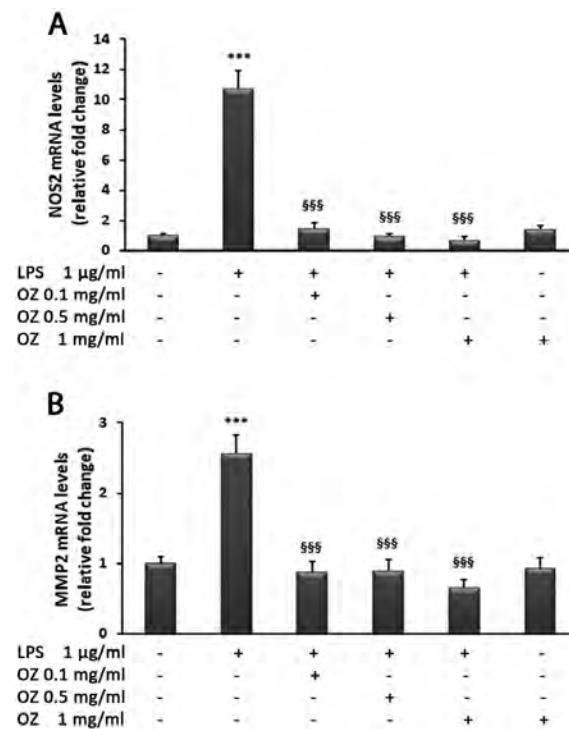 A
NOS2 mRNA levels
(relative fold change)
14
12
10
8
6
4
2
0
***
§§§
§§§
§§§
LPS 1 µg/ml - + + + + -
OZ 0.1 mg/ml - - + - - -
OZ 0.5 mg/ml - - - + - -
OZ 1 mg/ml - - - - + +
B
MMP2 mRNA levels
(relative fold change)
3
2
1
0
***
§§§
§§§
§§§
LPS 1 µg/ml - + + + + -
OZ 0.1 mg/ml - - + - - -
OZ 0.5 mg/ml - - - + - -
OZ 1 mg/ml - - - - + +